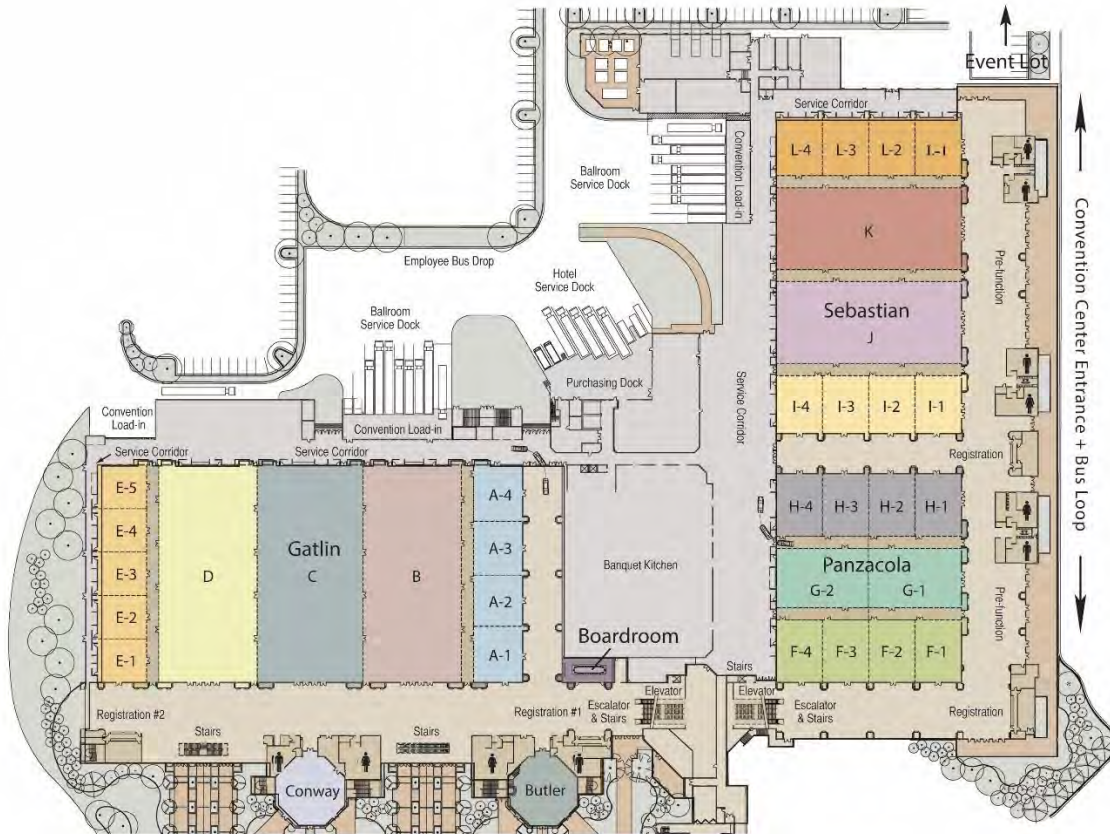 Event Lot
Service Corridor
L-4
L-3
L-2
L-1
Convention Load-in
Ballroom
Service Dock
K
Pre-function
Convention Center Entrance + Bus Loop
Employee Bus Drop
Hotel
Service Dock
Ballroom
Service Dock
Sebastian
J
Purchasing Dock
Service Corridor
I-4
I-3
I-2
I-1
Convention
Load-in
Convention Load-in
Service Corridor
Service Corridor
Registration
E-5
E-4
E-3
E-2
E-1
D
Gatlin
C
B
A-4
A-3
A-2
A-1
Banquet Kitchen
Boardroom
H-4
H-3
H-2
H-1
Panzacola
G-2
G-1
Pre-function
F-4
F-3
F-2
F-1
Stairs
Elevator
Elevator
Registration #2
Stairs
Stairs
Registration #1
Escalator
& Stairs
Escalator
& Stairs
Registration
Conway
Butler